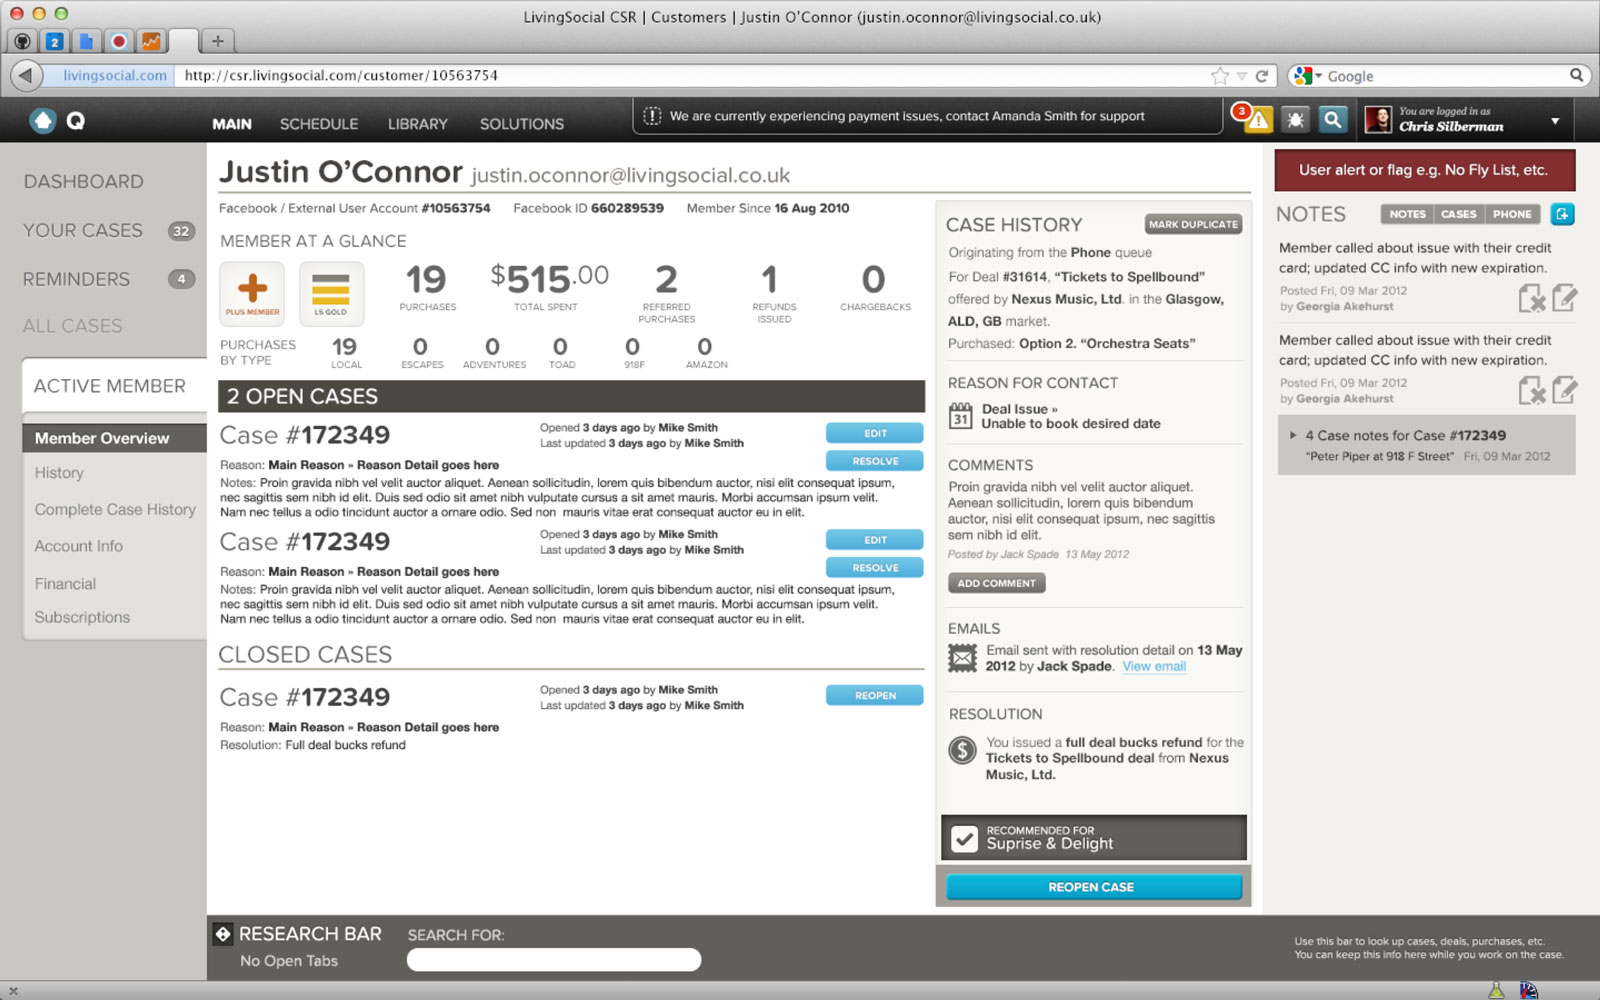 LivingSocial CSR | Customers | Justin O'Connor (justin.oconnor@livingsocial.co.uk)
2
+
livingsocial.com
http://csr.livingsocial.com/customer/10563754
Google
Q
MAIN
SCHEDULE
LIBRARY
SOLUTIONS
We are currently experiencing payment issues, contact Amanda Smith for support
3
You are logged in as
Chris Silberman
DASHBOARD
YOUR CASES 32
REMINDERS 4
ALL CASES
ACTIVE MEMBER
Member Overview
History
Complete Case History
Account Info
Financial
Subscriptions
Justin O'Connor justin.oconnor@livingsocial.co.uk
Facebook / External User Account #10563754 Facebook ID 660289539 Member Since 16 Aug 2010
MEMBER AT A GLANCE
PLUS MEMBER
LS GOLD
19
PURCHASES
$515.00
TOTAL SPENT
2
REFERRED
PURCHASES
1
REFUNDS
ISSUED
0
CHARGEBACKS
PURCHASES
BY TYPE
19
LOCAL
0
ESCAPES
0
ADVENTURES
0
TOAD
0
918F
0
AMAZON
2 OPEN CASES
Case #172349
Opened 3 days ago by Mike Smith
Last updated 3 days ago by Mike Smith
EDIT
RESOLVE
Reason: Main Reason » Reason Detail goes here
Notes: Proin gravida nibh vel velit auctor aliquet. Aenean sollicitudin, lorem quis bibendum auctor, nisi elit consequat ipsum,
nec sagittis sem nibh id elit. Duis sed odio sit amet nibh vulputate cursus a sit amet mauris. Morbi accumsan ipsum velit.
Nam nec tellus a odio tincidunt auctor a ornare odio. Sed non  mauris vitae erat consequat auctor eu in elit.
Case #172349
Opened 3 days ago by Mike Smith
Last updated 3 days ago by Mike Smith
EDIT
RESOLVE
Reason: Main Reason » Reason Detail goes here
Notes: Proin gravida nibh vel velit auctor aliquet. Aenean sollicitudin, lorem quis bibendum auctor, nisi elit consequat ipsum,
nec sagittis sem nibh id elit. Duis sed odio sit amet nibh vulputate cursus a sit amet mauris. Morbi accumsan ipsum velit.
Nam nec tellus a odio tincidunt auctor a ornare odio. Sed non  mauris vitae erat consequat auctor eu in elit.
CLOSED CASES
Case #172349
Opened 3 days ago by Mike Smith
Last updated 3 days ago by Mike Smith
REOPEN
Reason: Main Reason » Reason Detail goes here
Resolution: Full deal bucks refund
CASE HISTORY
MARK DUPLICATE
Originating from the Phone queue
For Deal #31614, "Tickets to Spellbound"
offered by Nexus Music, Ltd. in the Glasgow,
ALD, GB market.
Purchased: Option 2. "Orchestra Seats"
REASON FOR CONTACT
31
Deal Issue »
Unable to book desired date
COMMENTS
Proin gravida nibh vel velit auctor aliquet.
Aenean sollicitudin, lorem quis bibendum
auctor, nisi elit consequat ipsum, nec sagittis
sem nibh id elit.
Posted by Jack Spade 13 May 2012
ADD COMMENT
EMAILS
Email sent with resolution detail on 13 May
2012 by Jack Spade. View email
RESOLUTION
$
You issued a full deal bucks refund for the
Tickets to Spellbound deal from Nexus
Music, Ltd.
RECOMMENDED FOR
Suprise & Delight
REOPEN CASE
User alert or flag e.g. No Fly List, etc.
NOTES
NOTES CASES PHONE
Member called about issue with their credit
card; updated CC info with new expiration.
Posted Fri, 09 Mar 2012
by Georgia Akehurst
Member called about issue with their credit
card; updated CC info with new expiration.
Posted Fri, 09 Mar 2012
by Georgia Akehurst
4 Case notes for Case #172349
"Peter Piper at 918 F Street" Fri, 09 Mar 2012
RESEARCH BAR
No Open Tabs
SEARCH FOR:
Use this bar to look up cases, deals, purchases, etc.
You can keep this info here while you work on the case.